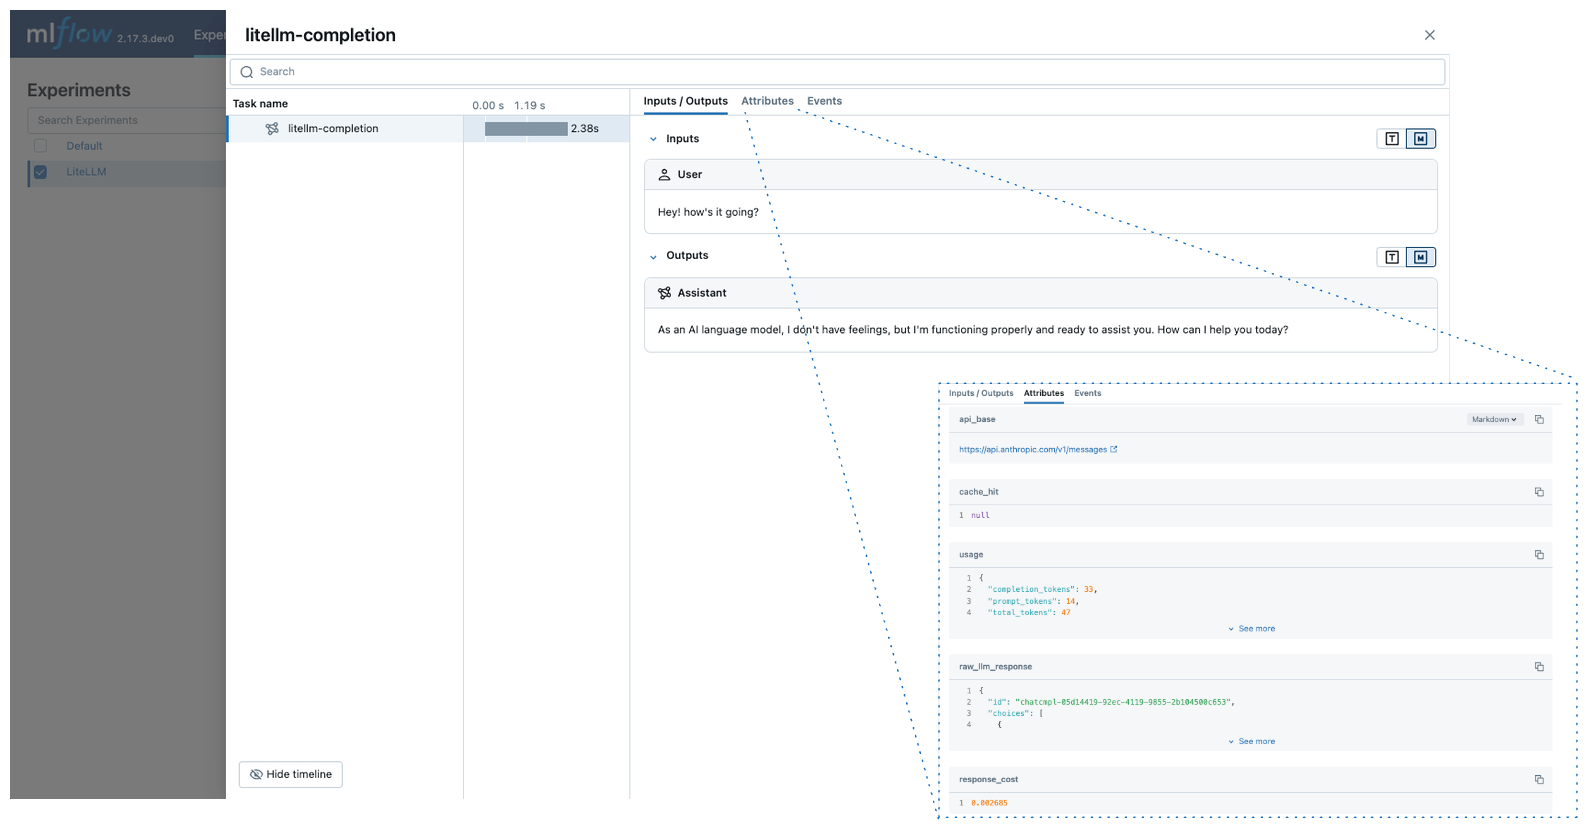 mlflow 2.17.3.dev0 Exper
Experiments
Search Experiments
Default
LiteLLM
litellm-completion
Search
Task name
0.00 s 1.19 s
litellm-completion
2.38s
Hide timeline
Inputs / Outputs Attributes Events
Inputs
T M
User
Hey! how's it going?
Outputs
T M
Assistant
As an AI language model, I don't have feelings, but I'm functioning properly and ready to assist you. How can I help you today?
Inputs / Outputs Attributes Events
api_base Markdown
https://api.anthropic.com/v1/messages
cache_hit
1 null
usage
1 {
2 "completion_tokens": 33,
3 "prompt_tokens": 14,
4 "total_tokens": 47
See more
raw_llm_response
1 {
2 "id": "chatcmpl-05d14419-92ec-4119-9855-2b104500c653",
3 "choices": [
4 {
See more
response_cost
1 0.002685